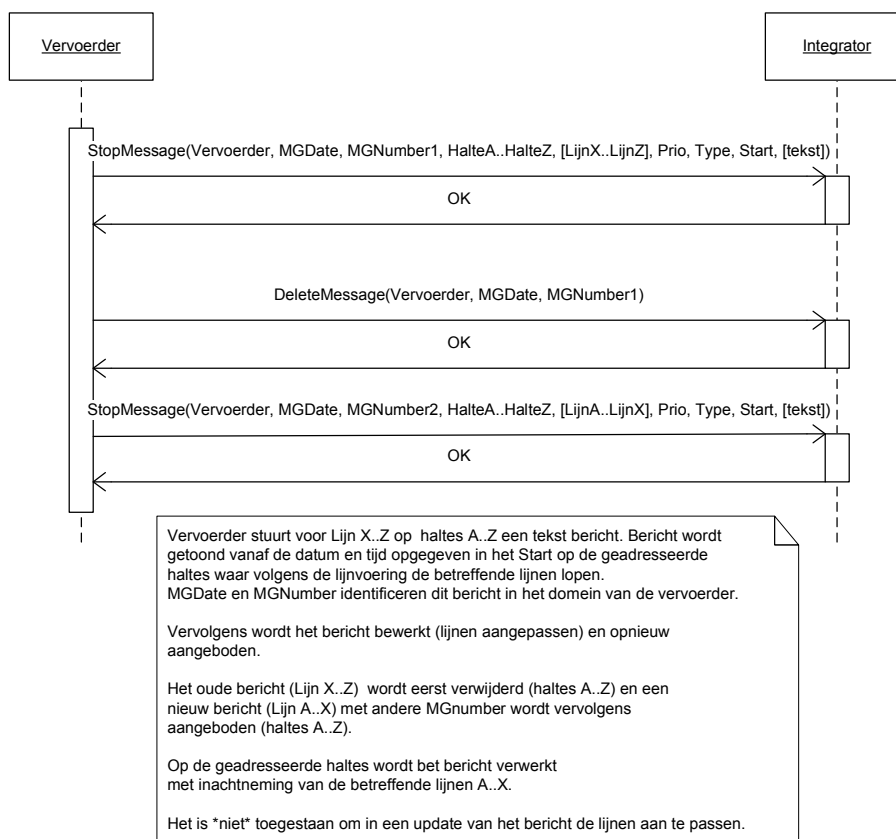 Vervoerder
Integrator
StopMessage(Vervoerder, MGDate, MGNumber1, HalteA..HalteZ, [LijnX..LijnZ], Prio, Type, Start, [tekst])
OK
DeleteMessage(Vervoerder, MGDate, MGNumber1)
OK
StopMessage(Vervoerder, MGDate, MGNumber2, HalteA..HalteZ, [LijnA..LijnX], Prio, Type, Start, [tekst])
OK
Vervoerder stuurt voor Lijn X..Z op haltes A..Z een tekst bericht. Bericht wordt
getoond vanaf de datum en tijd opgegeven in het Start op de geadresseerde
haltes waar volgens de lijnvoering de betreffende lijnen lopen.
MGDate en MGNumber identificeren dit bericht in het domein van de vervoerder.
Vervolgens wordt het bericht bewerkt (lijnen aangepassen) en opnieuw
aangeboden.
Het oude bericht (Lijn X..Z) wordt eerst verwijderd (haltes A..Z) en een
nieuw bericht (Lijn A..X) met andere MGnumber wordt vervolgens
aangeboden (haltes A..Z).
Op de geadresseerde haltes wordt bet bericht verwerkt
met inachtneming van de betreffende lijnen A..X.
Het is *niet* toegestaan om in een update van het bericht de lijnen aan te passen.